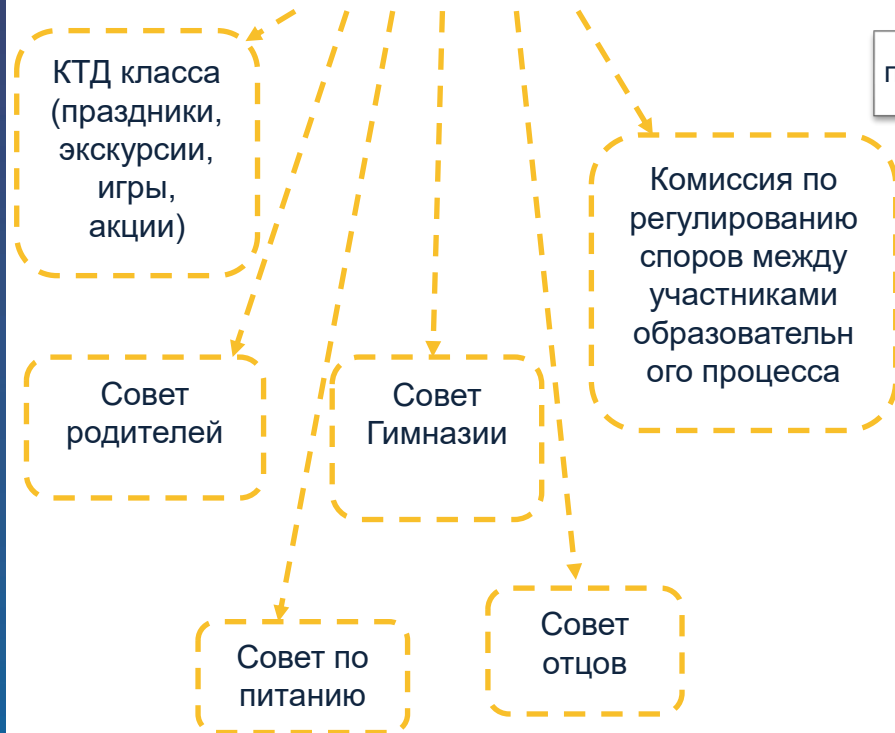 КТД класса
(праздники,
экскурсии,
игры,
акции)
Комиссия по
регулированию
споров между
участниками
образовательн
ого процесса
Совет
родителей
Совет
Гимназии
Совет по
питанию
Совет
отцов